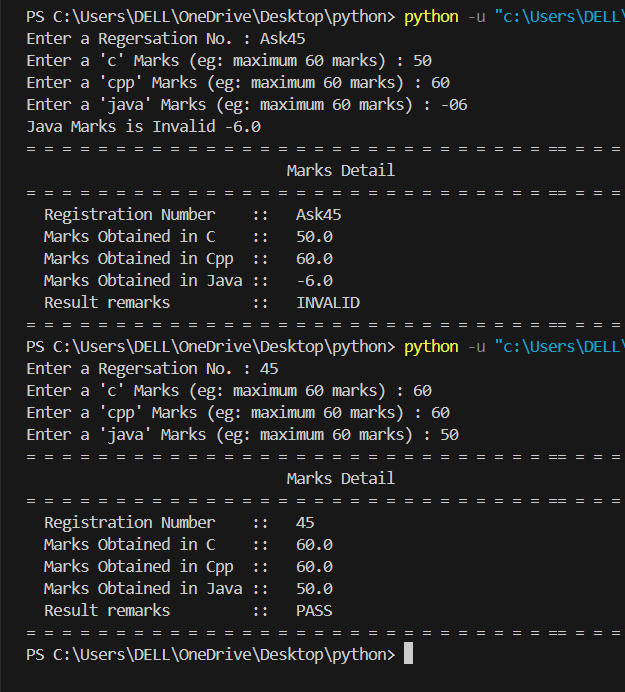 PS C:\Users\DELL\OneDrive\Desktop\python> python -u "c:\Users\DELL\
Enter a Regersation No. : Ask45
Enter a 'c' Marks (eg: maximum 60 marks) : 50
Enter a 'cpp' Marks (eg: maximum 60 marks) : 60
Enter a 'java' Marks (eg: maximum 60 marks) : -06
Java Marks is Invalid -6.0
= = = = = = = = = = = = = = = = = = = = = = = = = = = = = == = = = =
Marks Detail
= = = = = = = = = = = = = = = = = = = = = = = = = = = = = == = = = =
Registration Number :: Ask45
Marks Obtained in C :: 50.0
Marks Obtained in Cpp :: 60.0
Marks Obtained in Java :: -6.0
Result remarks :: INVALID
= = = = = = = = = = = = = = = = = = = = = = = = = = = = = == = = = =
PS C:\Users\DELL\OneDrive\Desktop\python> python -u "c:\Users\DELL\
Enter a Regersation No. : 45
Enter a 'c' Marks (eg: maximum 60 marks) : 60
Enter a 'cpp' Marks (eg: maximum 60 marks) : 60
Enter a 'java' Marks (eg: maximum 60 marks) : 50
= = = = = = = = = = = = = = = = = = = = = = = = = = = = = == = = = =
Marks Detail
= = = = = = = = = = = = = = = = = = = = = = = = = = = = = == = = = =
Registration Number :: 45
Marks Obtained in C :: 60.0
Marks Obtained in Cpp :: 60.0
Marks Obtained in Java :: 50.0
Result remarks :: PASS
= = = = = = = = = = = = = = = = = = = = = = = = = = = = = == = = = =
PS C:\Users\DELL\OneDrive\Desktop\python>